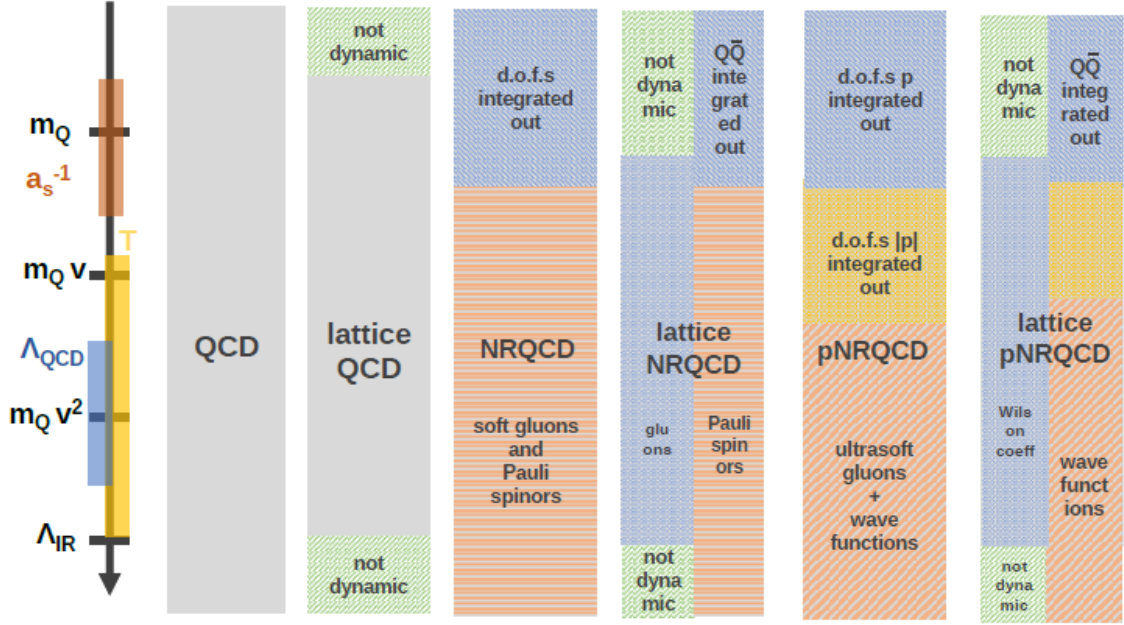 m_Q
a_s^-1
T
m_Q v
Λ_QCD
m_Q v^2
Λ_IR
QCD
not
dynamic
lattice
QCD
not
dynamic
d.o.f.s
integrated
out
NRQCD
soft gluons
and
Pauli
spinors
not
dyna
mic
QQ̅
inte
grat
ed
out
lattice
NRQCD
glu
ons
Pauli
spin
ors
not
dyna
mic
d.o.f.s p
integrated
out
d.o.f.s |p|
integrated
out
pNRQCD
ultrasoft
gluons
+
wave
functions
not
dyna
mic
QQ̅
integ
rated
out
lattice
pNRQCD
Wils
on
coeff
wave
funct
ions
not
dyna
mic